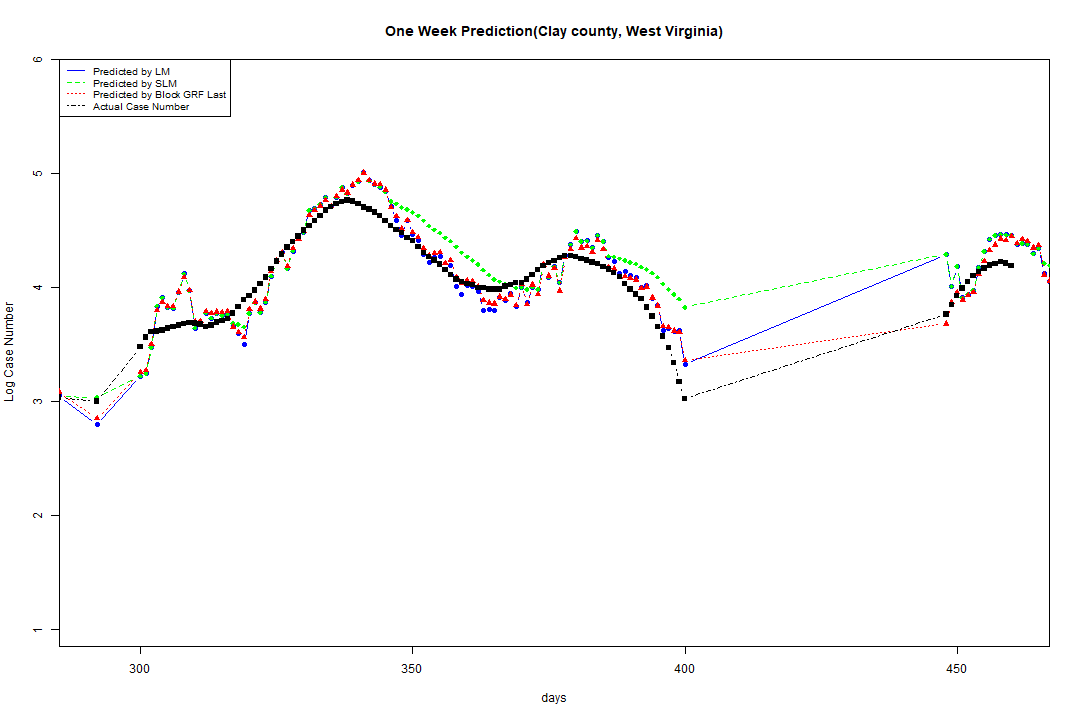 One Week Prediction(Clay county, West Virginia)
Predicted by LM
Predicted by SLM
Predicted by Block GRF Last
Actual Case Number
6
5
4
3
2
1
Log Case Number
300
350
400
450
days